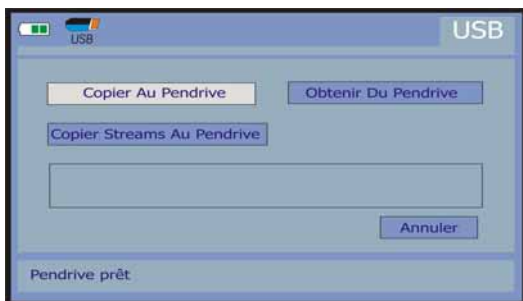 USB
USB
Copier Au Pendrive
Obtenir Du Pendrive
Copier Streams Au Pendrive
Annuler
Pendrive prêt